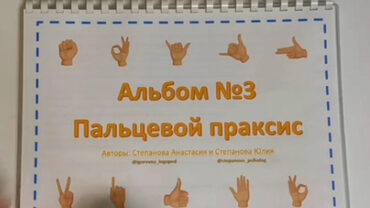 Альбом №3
Пальцевой праксис
Авторы: Степанова Анастасия и Степанова Юлия